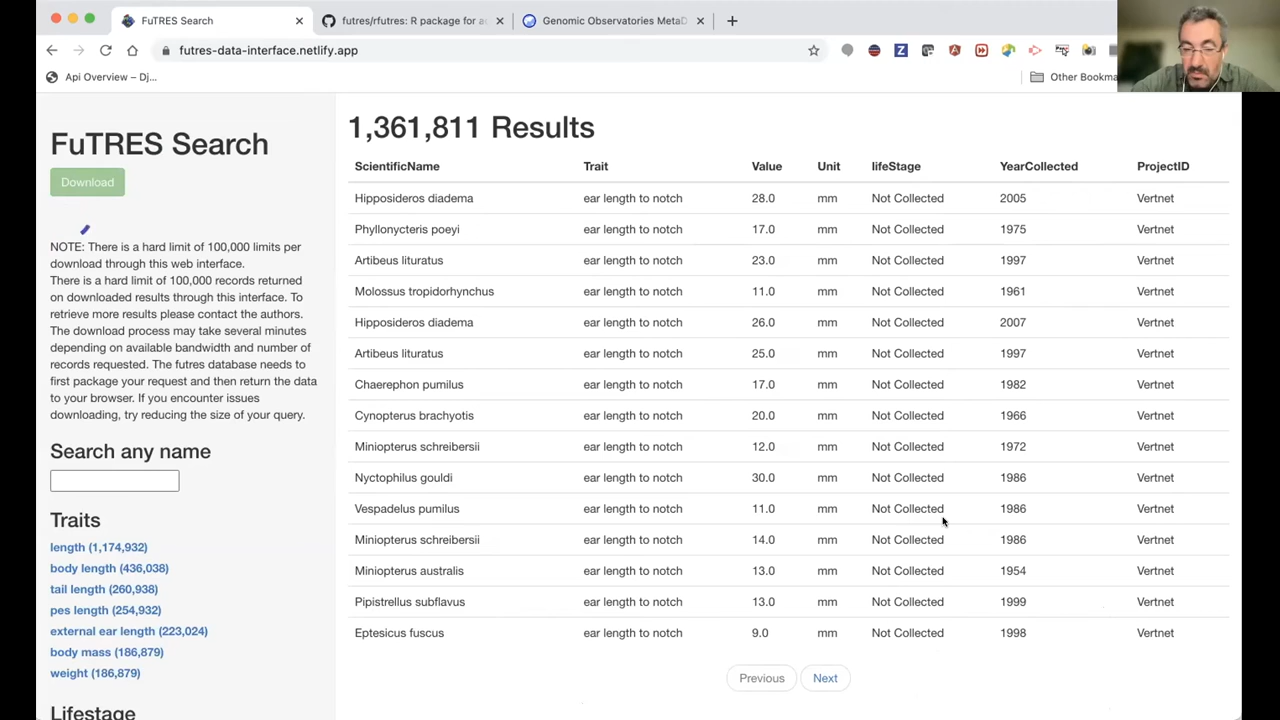 FuTRES Search
futres/rfutres: R package for a
Genomic Observatories MetaD
futres-data-interface.netlify.app
Api Overview – Dj...
Other Bookma
FuTRES Search
Download
NOTE: There is a hard limit of 100,000 limits per
download through this web interface.
There is a hard limit of 100,000 records returned
on downloaded results through this interface. To
retrieve more results please contact the authors.
The download process may take several minutes
depending on available bandwidth and number of
records requested. The futres database needs to
first package your request and then return the data
to your browser. If you encounter issues
downloading, try reducing the size of your query.
Search any name
Traits
length (1,174,932)
body length (436,038)
tail length (260,938)
pes length (254,932)
external ear length (223,024)
body mass (186,879)
weight (186,879)
Lifestage
1,361,811 Results
ScientificName Trait Value Unit lifeStage YearCollected ProjectID
Hipposideros diadema ear length to notch 28.0 mm Not Collected 2005 Vertnet
Phyllonycteris poeyi ear length to notch 17.0 mm Not Collected 1975 Vertnet
Artibeus lituratus ear length to notch 23.0 mm Not Collected 1997 Vertnet
Molossus tropidorhynchus ear length to notch 11.0 mm Not Collected 1961 Vertnet
Hipposideros diadema ear length to notch 26.0 mm Not Collected 2007 Vertnet
Artibeus lituratus ear length to notch 25.0 mm Not Collected 1997 Vertnet
Chaerephon pumilus ear length to notch 17.0 mm Not Collected 1982 Vertnet
Cynopterus brachyotis ear length to notch 20.0 mm Not Collected 1966 Vertnet
Miniopterus schreibersii ear length to notch 12.0 mm Not Collected 1972 Vertnet
Nyctophilus gouldi ear length to notch 30.0 mm Not Collected 1986 Vertnet
Vespadelus pumilus ear length to notch 11.0 mm Not Collected 1986 Vertnet
Miniopterus schreibersii ear length to notch 14.0 mm Not Collected 1986 Vertnet
Miniopterus australis ear length to notch 13.0 mm Not Collected 1954 Vertnet
Pipistrellus subflavus ear length to notch 13.0 mm Not Collected 1999 Vertnet
Eptesicus fuscus ear length to notch 9.0 mm Not Collected 1998 Vertnet
Previous Next